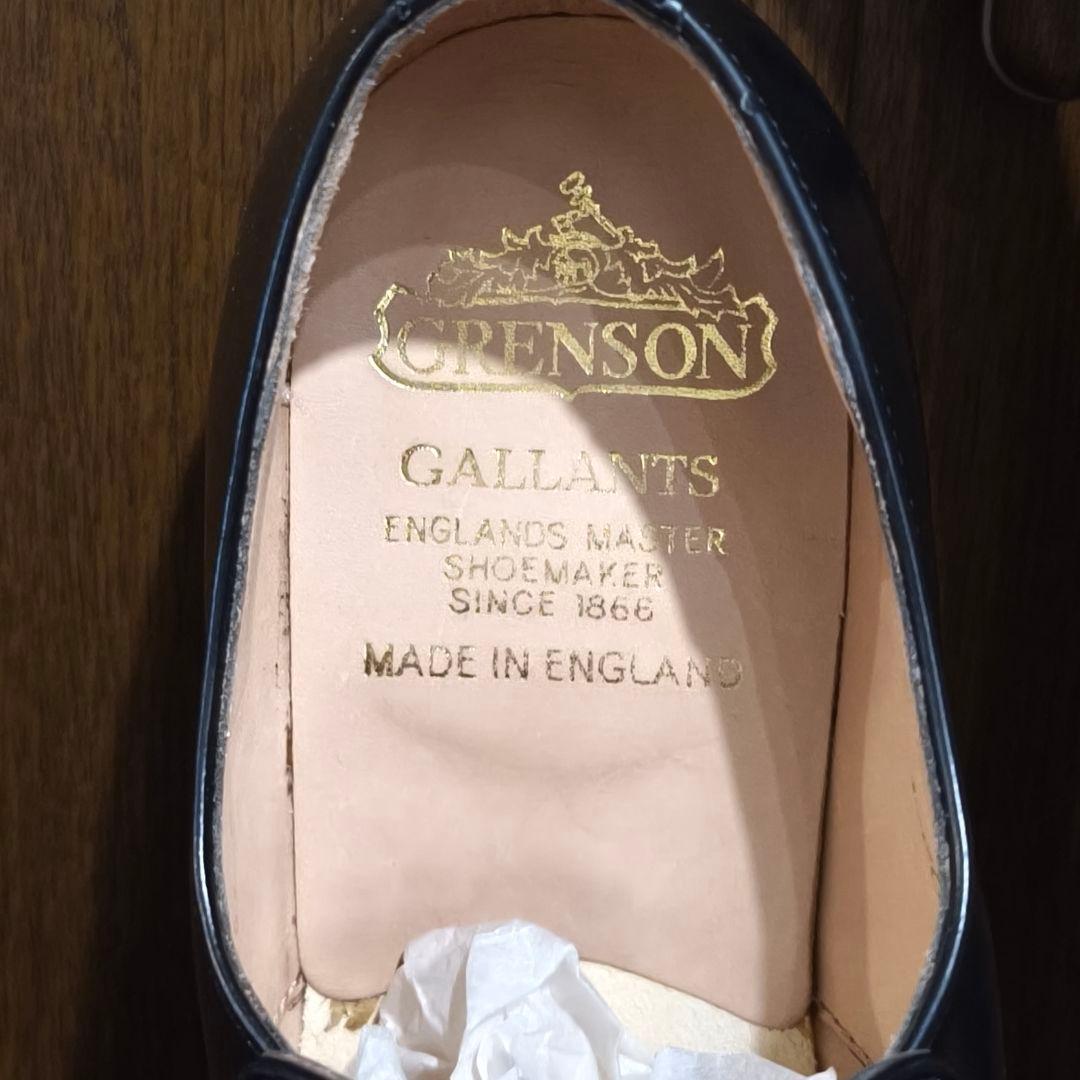 GRENSON
GALLANTS
ENGLANDS MASTER
SHOEMAKER
SINCE 1866
MADE IN ENGLAND